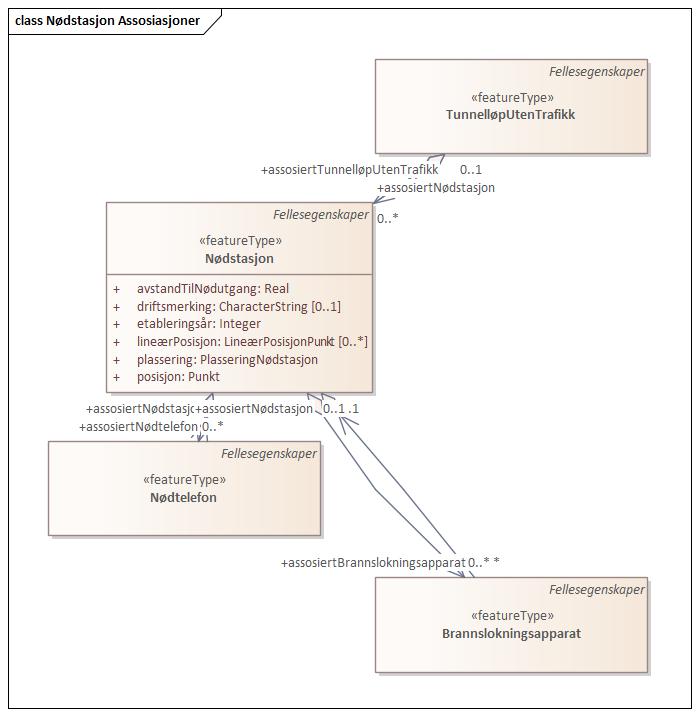 class Nødstasjon Assosiasjoner
Fellesegenskaper
«featureType»
TunnelløpUtenTrafikk
+assosiertTunnelløpUtenTrafikk 0..1
+assosiertNødstasjon
0..*
Fellesegenskaper
«featureType»
Nødstasjon
+ avstandTilNødutgang: Real
+ driftsmerking: CharacterString [0..1]
+ etableringsår: Integer
+ lineærPosisjon: LineærPosisjonPunkt [0..*]
+ plassering: PlasseringNødstasjon
+ posisjon: Punkt
+assosiertNødstasjo +assosiertNødstasjon 0..1 .1
+assosiertNødtelefon 0..*
Fellesegenskaper
«featureType»
Nødtelefon
+assosiertBrannslokningsapparat 0..* *
Fellesegenskaper
«featureType»
Brannslokningsapparat